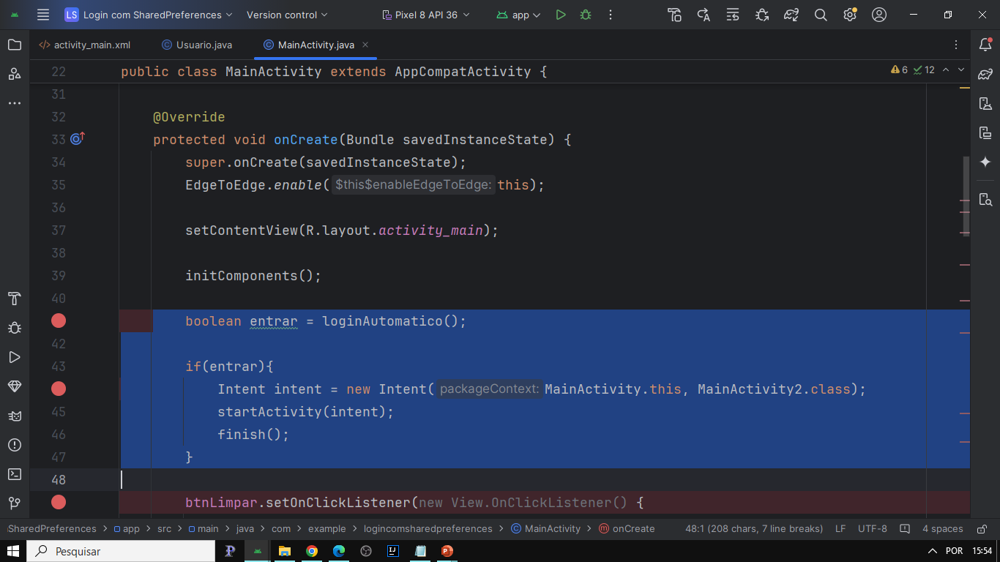 LS Login com SharedPreferences Version control Pixel 8 API 36 app
activity_main.xml Usuario.java MainActivity.java
22 public class MainActivity extends AppCompatActivity { 6 12
31
32 @Override
33 protected void onCreate(Bundle savedInstanceState) {
34 super.onCreate(savedInstanceState);
35 EdgeToEdge.enable( $this$enableEdgeToEdge: this);
36
37 setContentView(R.layout.activity_main);
38
39 initComponents();
40
boolean entrar = loginAutomatico();
42
43 if(entrar){
Intent intent = new Intent( packageContext: MainActivity.this, MainActivity2.class);
45 startActivity(intent);
46 finish();
47 }
48
btnLimpar.setOnClickListener(new View.OnClickListener() {
SharedPreferences > app > src > main > java > com > example > logincomsharedpreferences > MainActivity > onCreate 48:1 (208 chars, 7 line breaks) LF UTF-8 4 spaces
Pesquisar POR 15:54